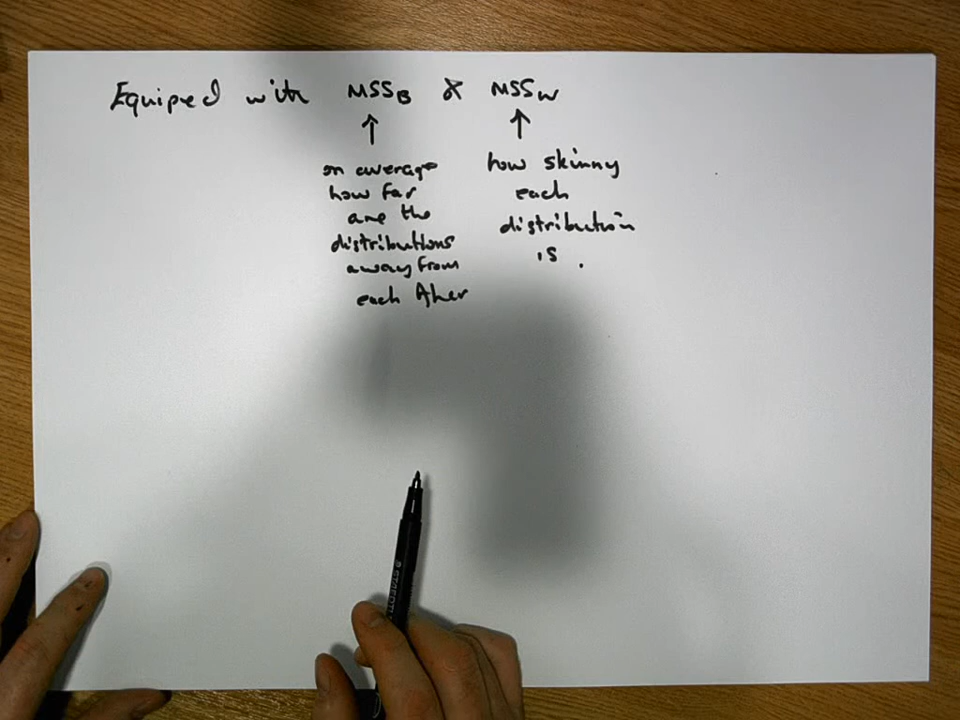 Equiped with MSSB & MSSW
↑ ↑
on average
how far
are the
distributions
away from
each other
how skinny
each
distribution
is .
STAEDTL